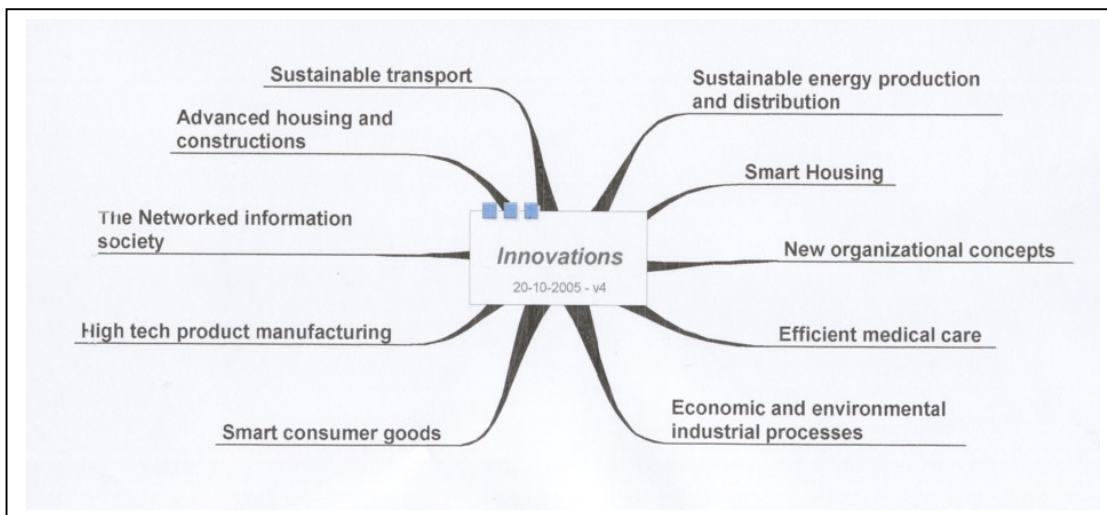 Sustainable transport
Sustainable energy production
and distribution
Advanced housing and
constructions
Smart Housing
The Networked information
society
Innovations
20-10-2005 - v4
New organizational concepts
High tech product manufacturing
Efficient medical care
Smart consumer goods
Economic and environmental
industrial processes